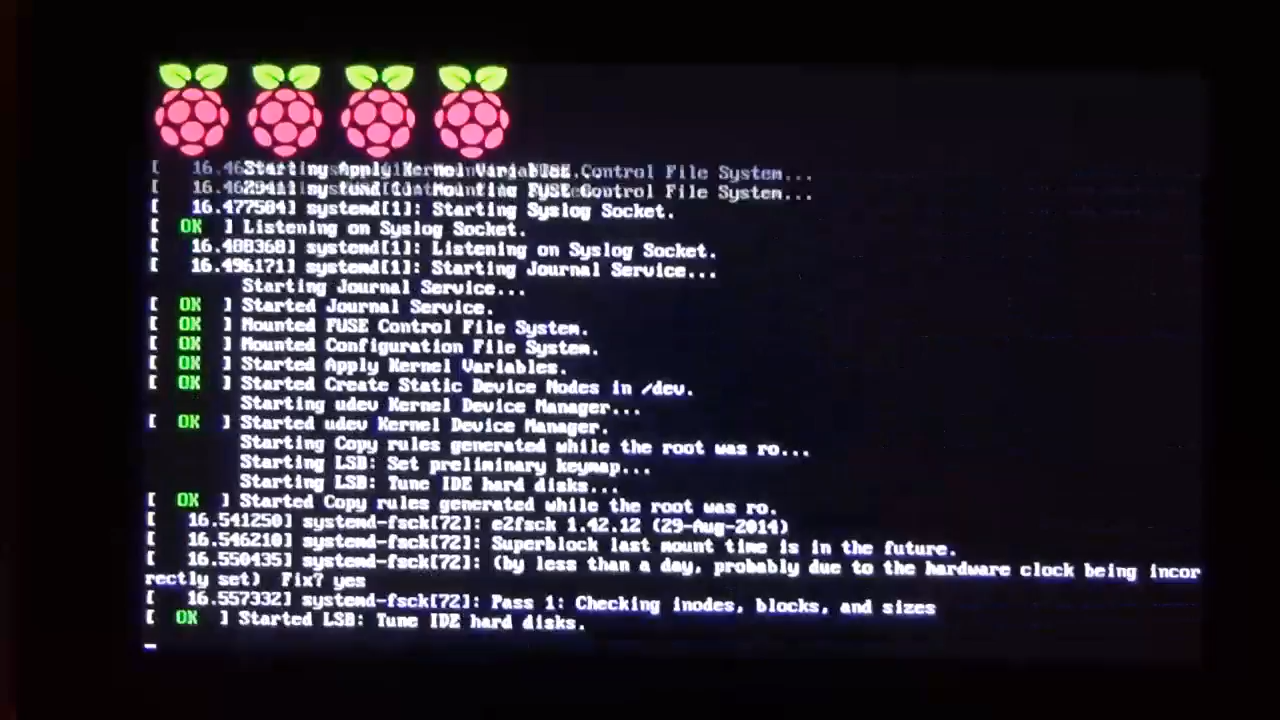 Control File System...
FUSE Control File System...
[ 16.477504] systemd[1]: Starting Syslog Socket.
[ OK ] Listening on Syslog Socket.
[ 16.488368] systemd[1]: Listening on Syslog Socket.
[ 16.496171] systemd[1]: Starting Journal Service...
Starting Journal Service...
[ OK ] Started Journal Service.
[ OK ] Mounted FUSE Control File System.
[ OK ] Mounted Configuration File System.
[ OK ] Started Apply Kernel Variables.
[ OK ] Started Create Static Device Nodes in /dev.
Starting udev Kernel Device Manager...
[ OK ] Started udev Kernel Device Manager.
Starting Copy rules generated while the root was ro...
Starting LSB: Set preliminary keymap...
Starting LSB: Tune IDE hard disks...
[ OK ] Started Copy rules generated while the root was ro.
[ 16.541250] systemd-fsck[72]: e2fsck 1.42.12 (29-Aug-2014)
[ 16.546210] systemd-fsck[72]: Superblock last mount time is in the future.
[ 16.550435] systemd-fsck[72]: (by less than a day, probably due to the hardware clock being incor
rectly set)  Fix? yes
[ 16.557332] systemd-fsck[72]: Pass 1: Checking inodes, blocks, and sizes
[ OK ] Started LSB: Tune IDE hard disks.